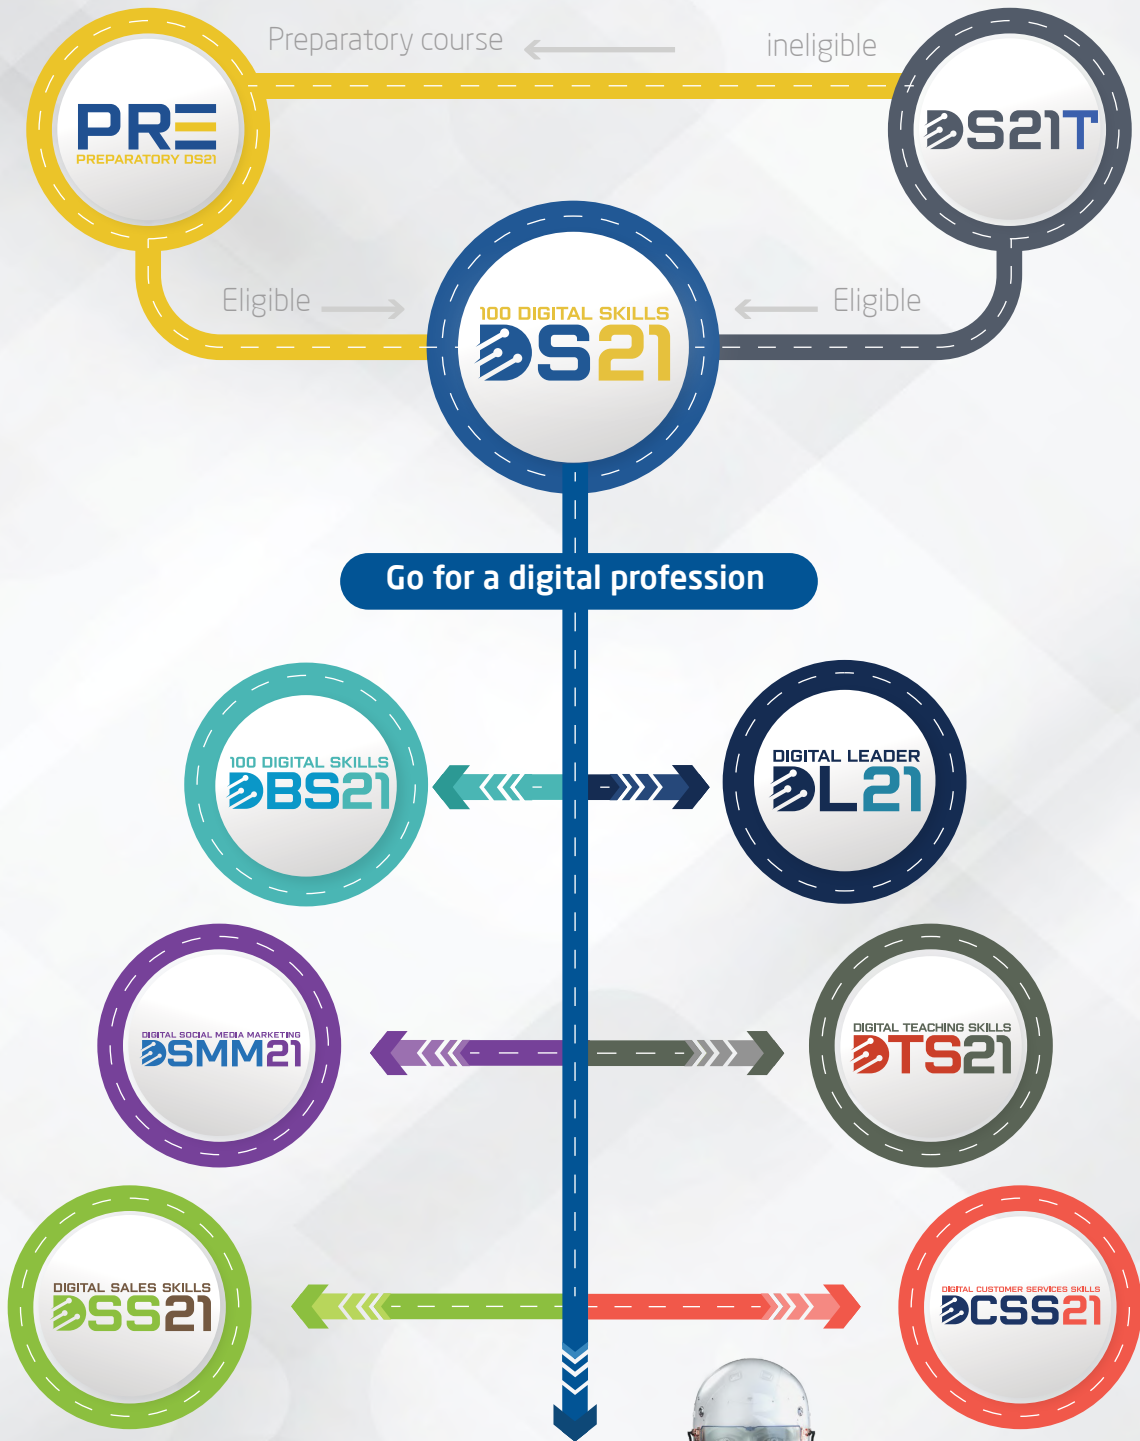 Preparatory course
ineligible
PRE
PREPARATORY DS21
DS21T
Eligible
Eligible
100 DIGITAL SKILLS
DS21
Go for a digital profession
100 DIGITAL SKILLS
DBS21
DIGITAL LEADER
DL21
DIGITAL SOCIAL MEDIA MARKETING
DSMM21
DIGITAL TEACHING SKILLS
DTS21
DIGITAL SALES SKILLS
DSS21
DIGITAL CUSTOMER SERVICES SKILLS
DCSS21